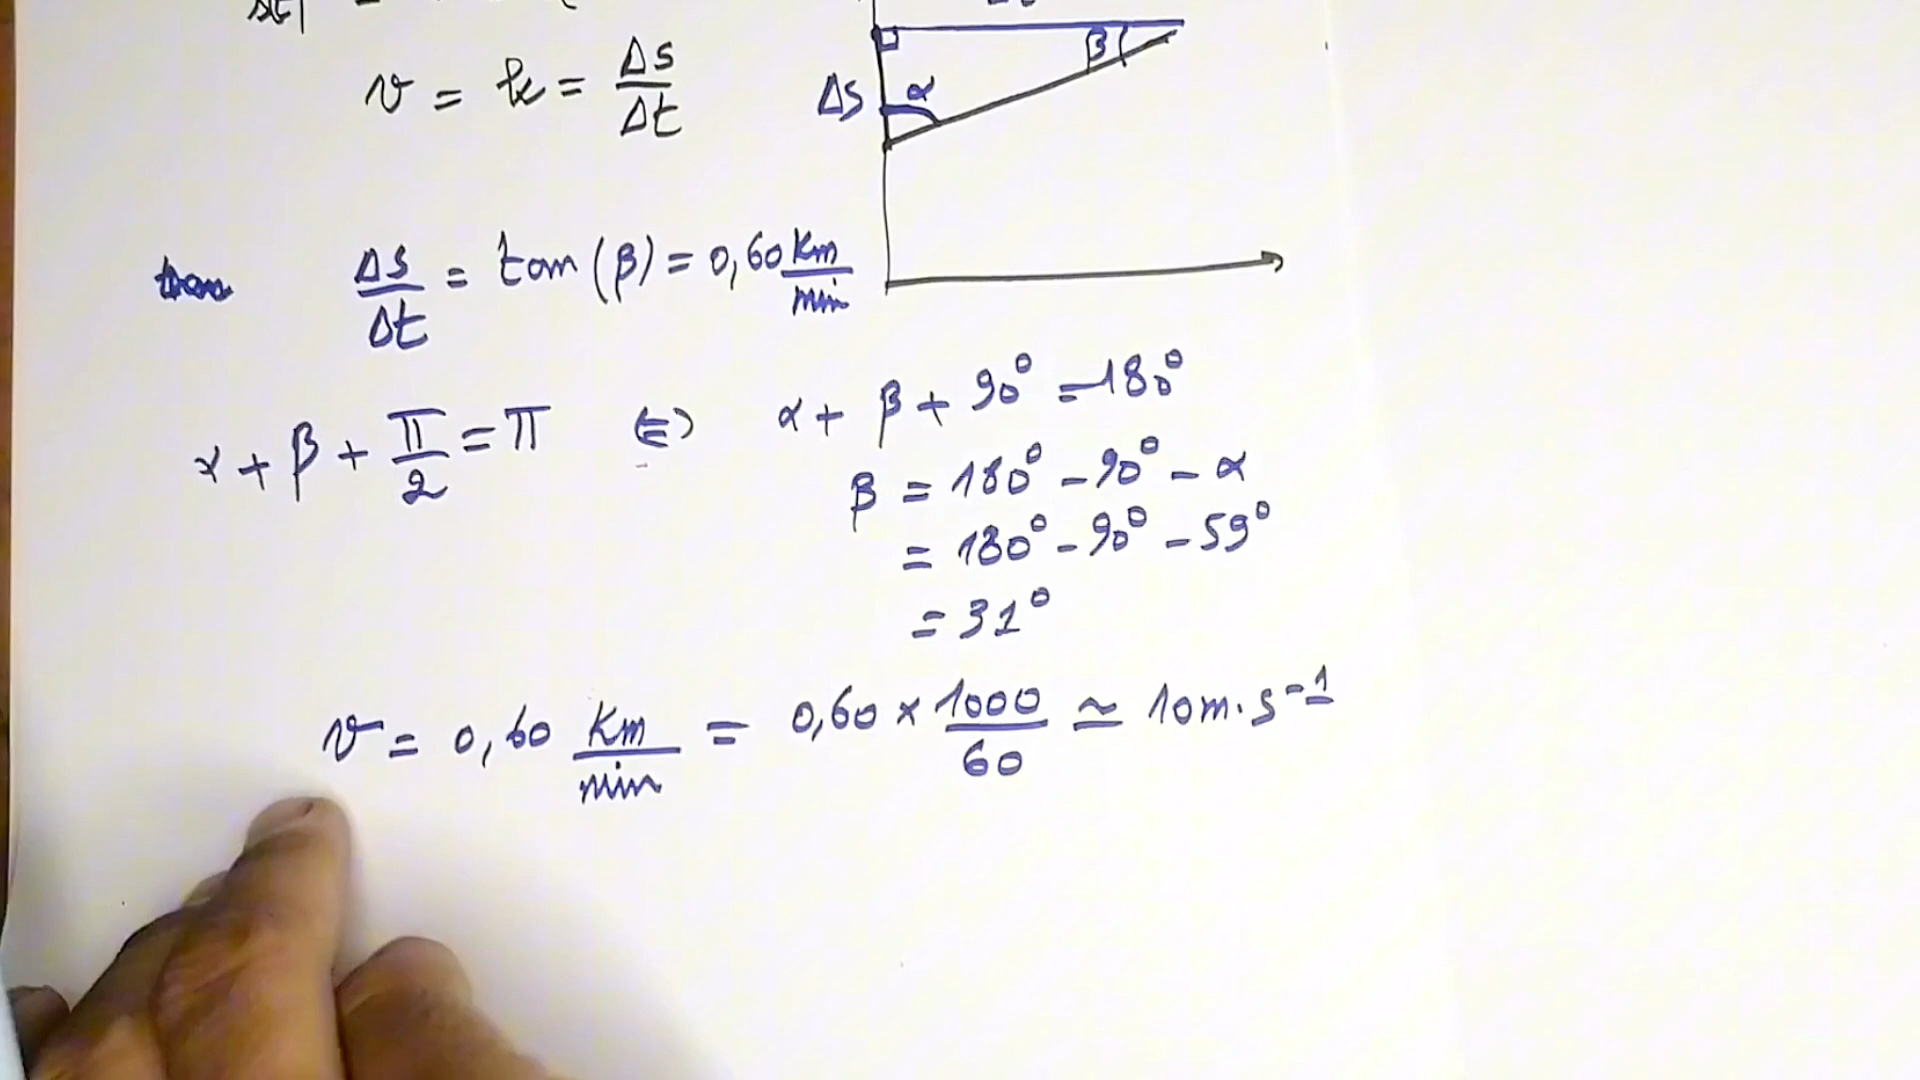 v = k = Δs/Δt
Δs α β
Δs/Δt = tan(β) = 0,60 Km/min
α + β + π/2 = π ⇔ α + β + 90° = 180°
β = 180° - 90° - α
= 180° - 90° - 59°
= 31°
v = 0,60 Km/min = 0,60 × 1000/60 ≃ 10 m·s⁻¹